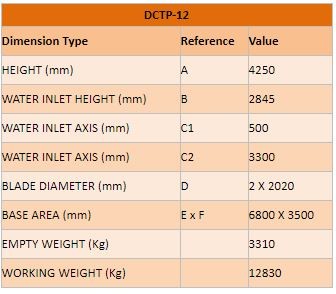 DCTP-12
Dimension Type Reference Value
HEIGHT (mm) A 4250
WATER INLET HEIGHT (mm) B 2845
WATER INLET AXIS (mm) C1 500
WATER INLET AXIS (mm) C2 3300
BLADE DIAMETER (mm) D 2 X 2020
BASE AREA (mm) E x F 6800 X 3500
EMPTY WEIGHT (Kg) 3310
WORKING WEIGHT (Kg) 12830